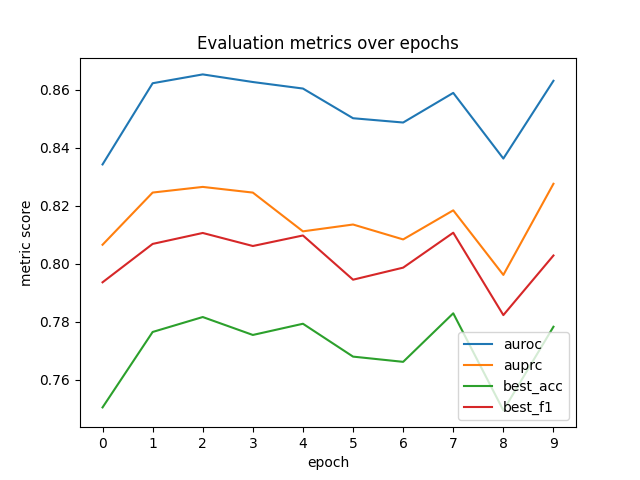 Evaluation metrics over epochs
metric score
0.86
0.84
0.82
0.80
0.78
0.76
auroc
auprc
best_acc
best_f1
0 1 2 3 4 5 6 7 8 9
epoch